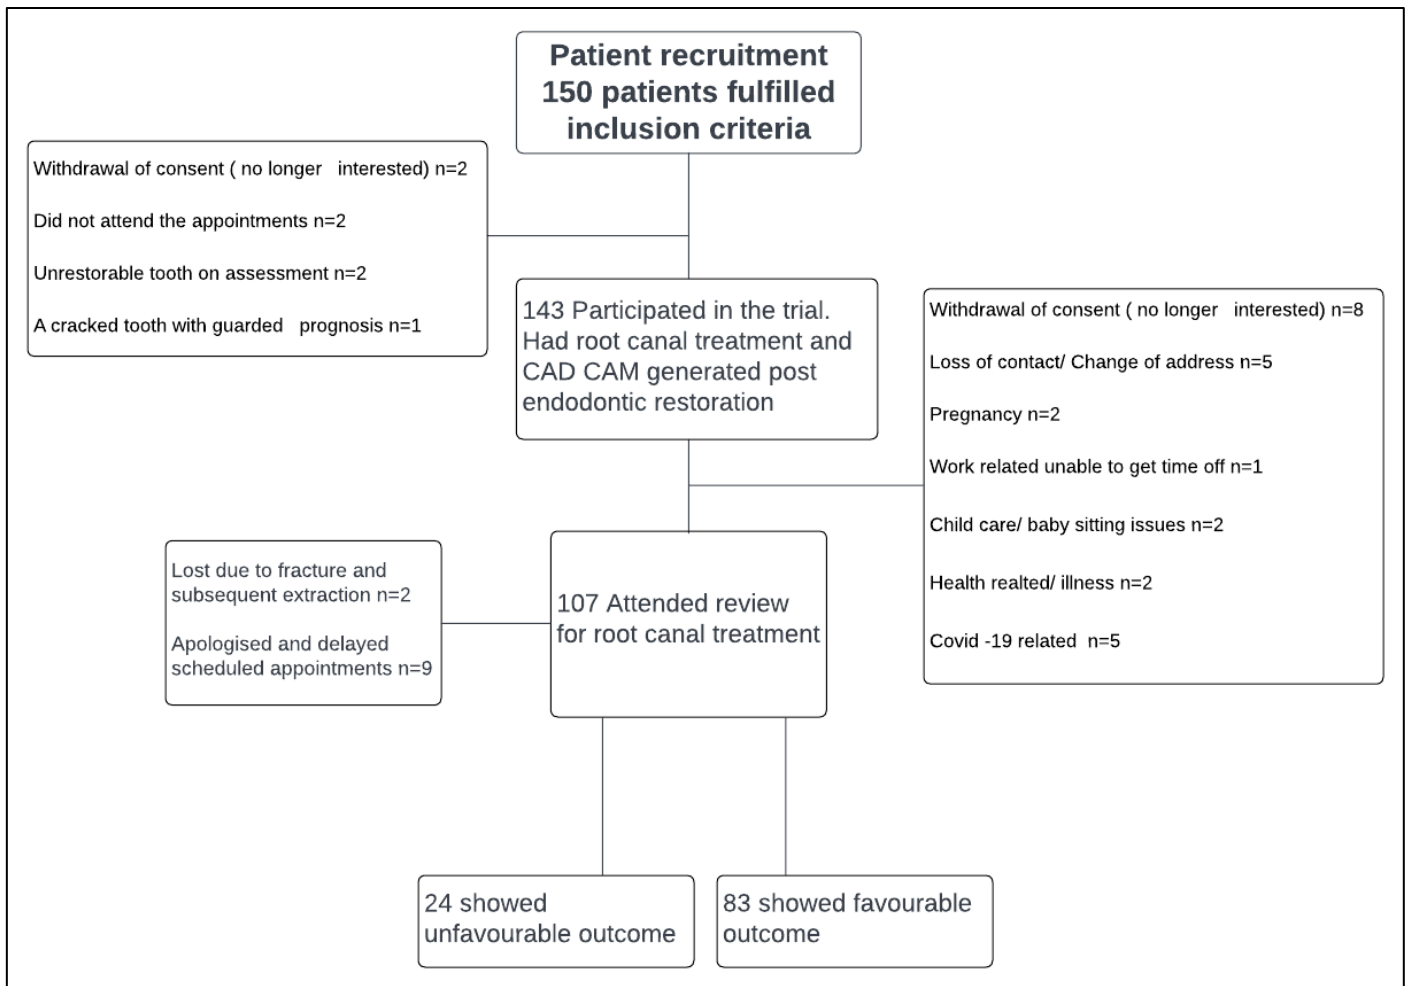 Patient recruitment
150 patients fulfilled
inclusion criteria
Withdrawal of consent ( no longer interested) n=2
Did not attend the appointments n=2
Unrestorable tooth on assessment n=2
A cracked tooth with guarded prognosis n=1
143 Participated in the trial.
Had root canal treatment and
CAD CAM generated post
endodontic restoration
Withdrawal of consent ( no longer interested) n=8
Loss of contact/ Change of address n=5
Pregnancy n=2
Work related unable to get time off n=1
Child care/ baby sitting issues n=2
Health realted/ illness n=2
Covid -19 related n=5
Lost due to fracture and
subsequent extraction n=2
Apologised and delayed
scheduled appointments n=9
107 Attended review
for root canal treatment
24 showed
unfavourable outcome
83 showed favourable
outcome